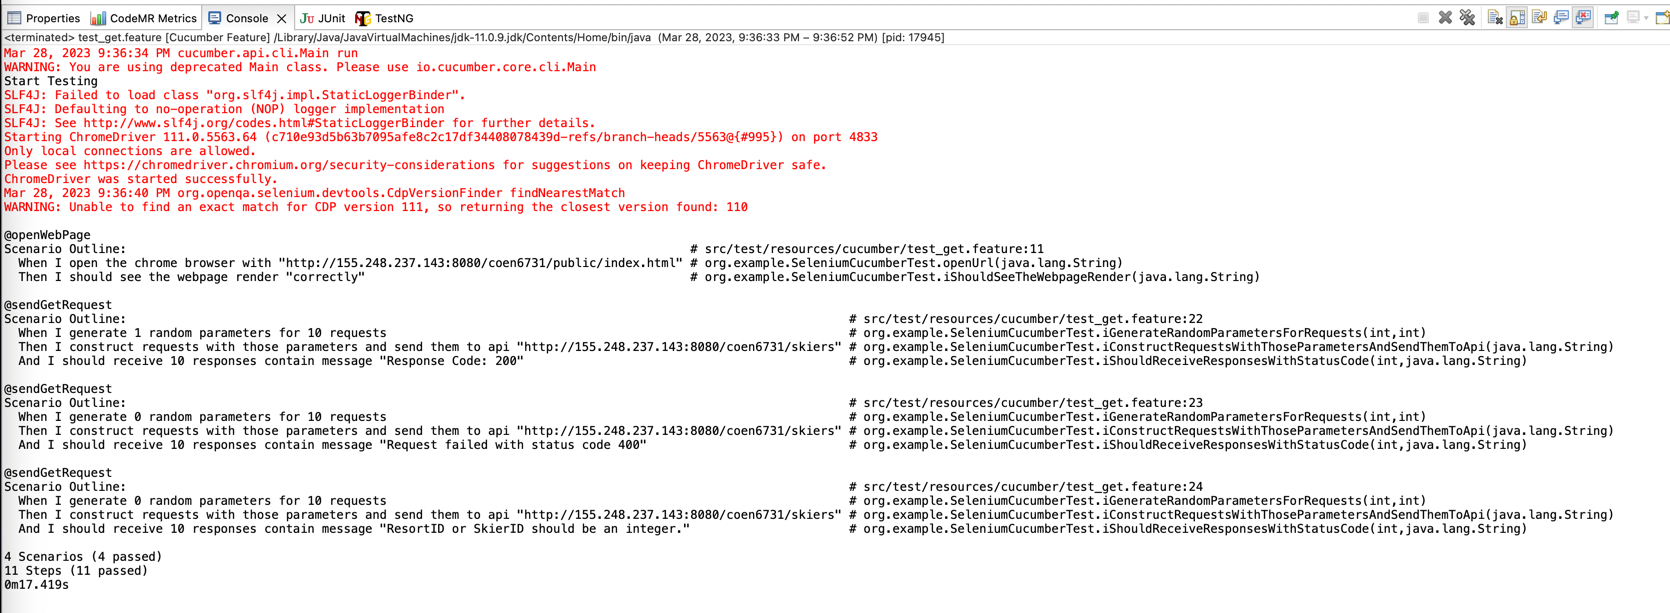 Properties CodeMR Metrics Console JUnit TestNG
<terminated> test_get.feature [Cucumber Feature] /Library/Java/JavaVirtualMachines/jdk-11.0.9.jdk/Contents/Home/bin/java (Mar 28, 2023, 9:36:33 PM – 9:36:52 PM) [pid: 17945]
Mar 28, 2023 9:36:34 PM cucumber.api.cli.Main run
WARNING: You are using deprecated Main class. Please use io.cucumber.core.cli.Main
Start Testing
SLF4J: Failed to load class "org.slf4j.impl.StaticLoggerBinder".
SLF4J: Defaulting to no-operation (NOP) logger implementation
SLF4J: See http://www.slf4j.org/codes.html#StaticLoggerBinder for further details.
Starting ChromeDriver 111.0.5563.64 (c710e93d5b63b7095afe8c2c17df34408078439d-refs/branch-heads/5563@{#995}) on port 4833
Only local connections are allowed.
Please see https://chromedriver.chromium.org/security-considerations for suggestions on keeping ChromeDriver safe.
ChromeDriver was started successfully.
Mar 28, 2023 9:36:40 PM org.openqa.selenium.devtools.CdpVersionFinder findNearestMatch
WARNING: Unable to find an exact match for CDP version 111, so returning the closest version found: 110
@openWebPage
Scenario Outline: # src/test/resources/cucumber/test_get.feature:11
When I open the chrome browser with "http://155.248.237.143:8080/coen6731/public/index.html" # org.example.SeleniumCucumberTest.openUrl(java.lang.String)
Then I should see the webpage render "correctly" # org.example.SeleniumCucumberTest.iShouldSeeTheWebpageRender(java.lang.String)
@sendGetRequest
Scenario Outline: # src/test/resources/cucumber/test_get.feature:22
When I generate 1 random parameters for 10 requests # org.example.SeleniumCucumberTest.iGenerateRandomParametersForRequests(int,int)
Then I construct requests with those parameters and send them to api "http://155.248.237.143:8080/coen6731/skiers" # org.example.SeleniumCucumberTest.iConstructRequestsWithThoseParametersAndSendThemToApi(java.lang.String)
And I should receive 10 responses contain message "Response Code: 200" # org.example.SeleniumCucumberTest.iShouldReceiveResponsesWithStatusCode(int,java.lang.String)
@sendGetRequest
Scenario Outline: # src/test/resources/cucumber/test_get.feature:23
When I generate 0 random parameters for 10 requests # org.example.SeleniumCucumberTest.iGenerateRandomParametersForRequests(int,int)
Then I construct requests with those parameters and send them to api "http://155.248.237.143:8080/coen6731/skiers" # org.example.SeleniumCucumberTest.iConstructRequestsWithThoseParametersAndSendThemToApi(java.lang.String)
And I should receive 10 responses contain message "Request failed with status code 400" # org.example.SeleniumCucumberTest.iShouldReceiveResponsesWithStatusCode(int,java.lang.String)
@sendGetRequest
Scenario Outline: # src/test/resources/cucumber/test_get.feature:24
When I generate 0 random parameters for 10 requests # org.example.SeleniumCucumberTest.iGenerateRandomParametersForRequests(int,int)
Then I construct requests with those parameters and send them to api "http://155.248.237.143:8080/coen6731/skiers" # org.example.SeleniumCucumberTest.iConstructRequestsWithThoseParametersAndSendThemToApi(java.lang.String)
And I should receive 10 responses contain message "ResortID or SkierID should be an integer." # org.example.SeleniumCucumberTest.iShouldReceiveResponsesWithStatusCode(int,java.lang.String)
4 Scenarios (4 passed)
11 Steps (11 passed)
0m17.419s